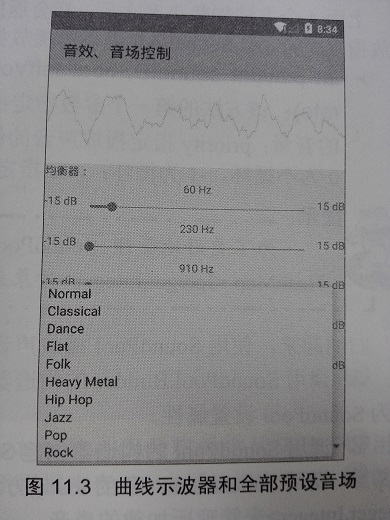 8:34
音效、音场控制
均衡器：
60 Hz
-15 dB 15 dB
230 Hz
-15 dB 15 dB
910 Hz
-15 dB dB
Normal
Classical
Dance
dB
Flat
Folk
dB
Heavy Metal
Hip Hop
Jazz
Pop
Rock
图 11.3 曲线示波器和全部预设音场